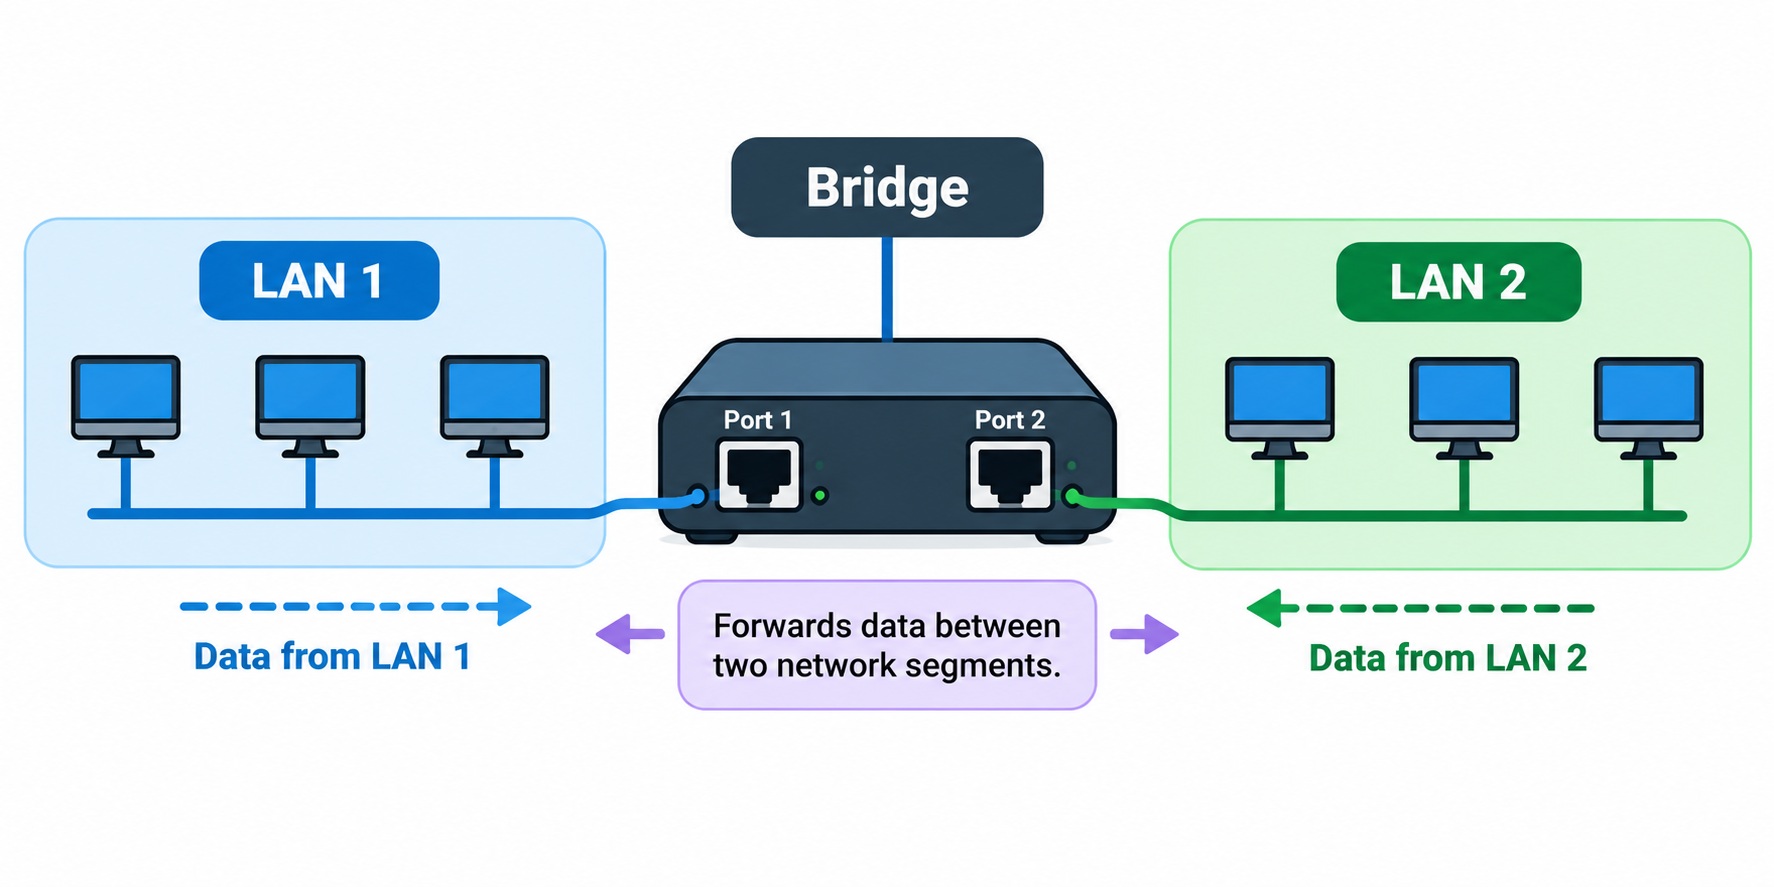 Bridge
LAN 1
LAN 2
Port 1
Port 2
Forwards data between
two network segments.
Data from LAN 1
Data from LAN 2